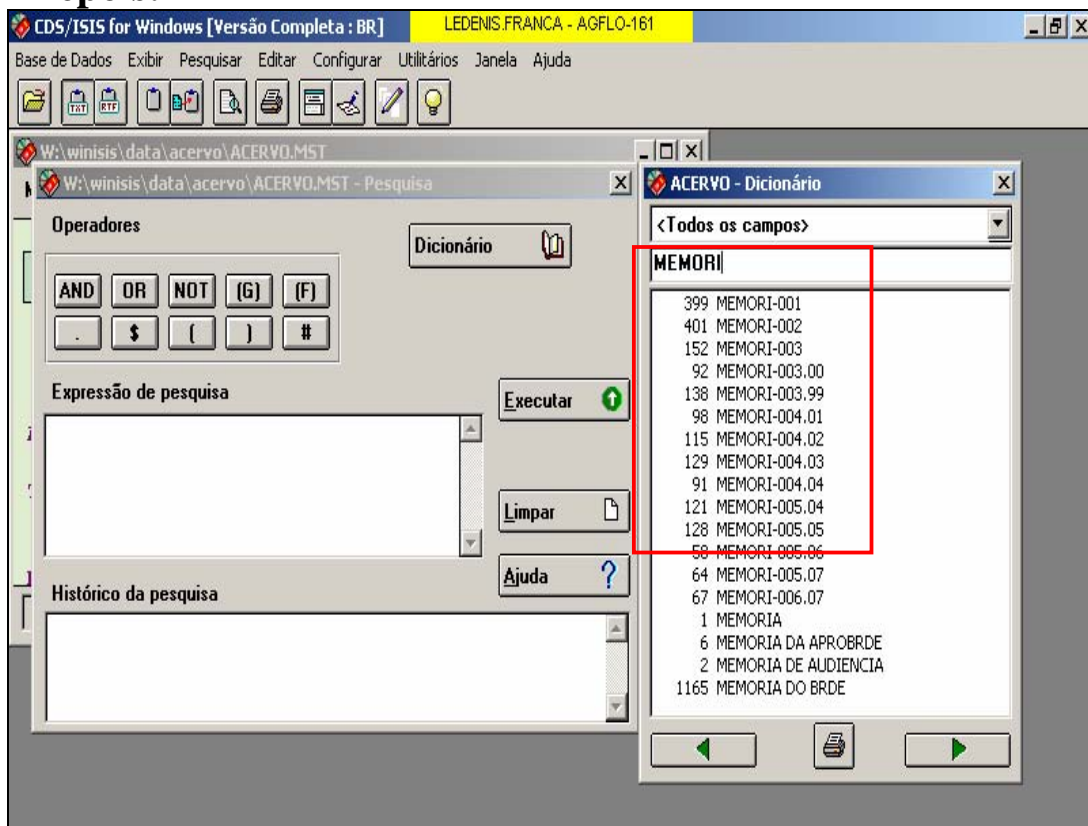 CDS/ISIS for Windows [Versão Completa : BR] LEDENIS.FRANCA - AGFLO-161
Base de Dados Exibir Pesquisar Editar Configurar Utilitários Janela Ajuda
TXT RTF
W:\winisis\data\acervo\ACERVO.MST
W:\winisis\data\acervo\ACERVO.MST - Pesquisa
Operadores
Dicionário
AND OR NOT (G) (F)
. $ ( ) #
Expressão de pesquisa
Executar
Limpar
Ajuda ?
Histórico da pesquisa
ACERVO - Dicionário
<Todos os campos>
MEMORI
399 MEMORI-001
401 MEMORI-002
152 MEMORI-003
92 MEMORI-003.00
138 MEMORI-003.99
98 MEMORI-004.01
115 MEMORI-004.02
129 MEMORI-004.03
91 MEMORI-004.04
121 MEMORI-005.04
128 MEMORI-005.05
58 MEMORI-005.06
64 MEMORI-005.07
67 MEMORI-006.07
1 MEMORIA
6 MEMORIA DA APROBRDE
2 MEMORIA DE AUDIENCIA
1165 MEMORIA DO BRDE